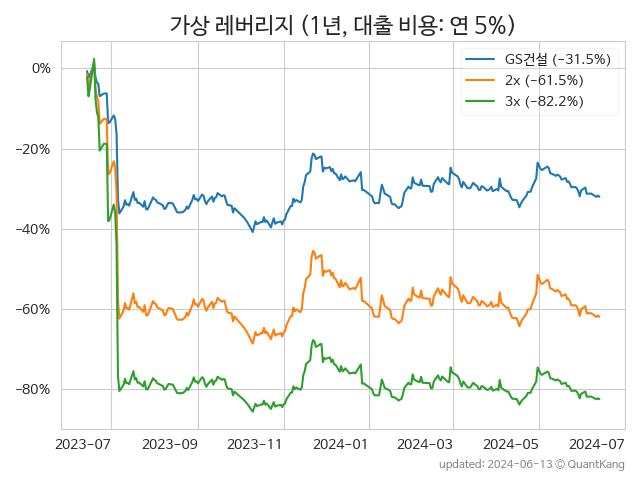 가상 레버리지 (1년, 대출 비용: 연 5%)
GS건설 (−31.5%)
2x (−61.5%)
3x (−82.2%)
0%
−20%
−40%
−60%
−80%
2023-07 2023-09 2023-11 2024-01 2024-03 2024-05 2024-07
updated: 2024-06-13 © QuantKang